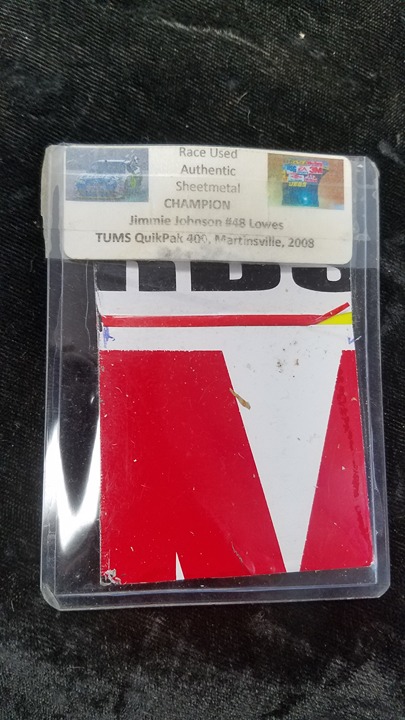 Race Used
Authentic
Sheetmetal
CHAMPION
Jimmie Johnson #48 Lowes
TUMS QuikPak 400, Martinsville, 2008